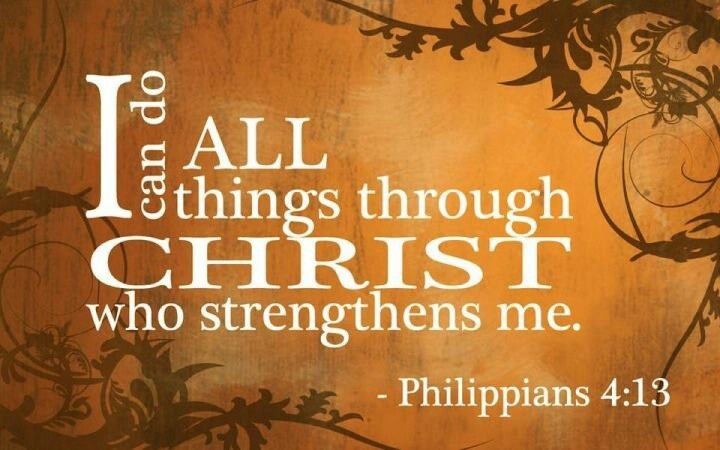 I can do ALL
things through
CHRIST
who strengthens me.
- Philippians 4:13